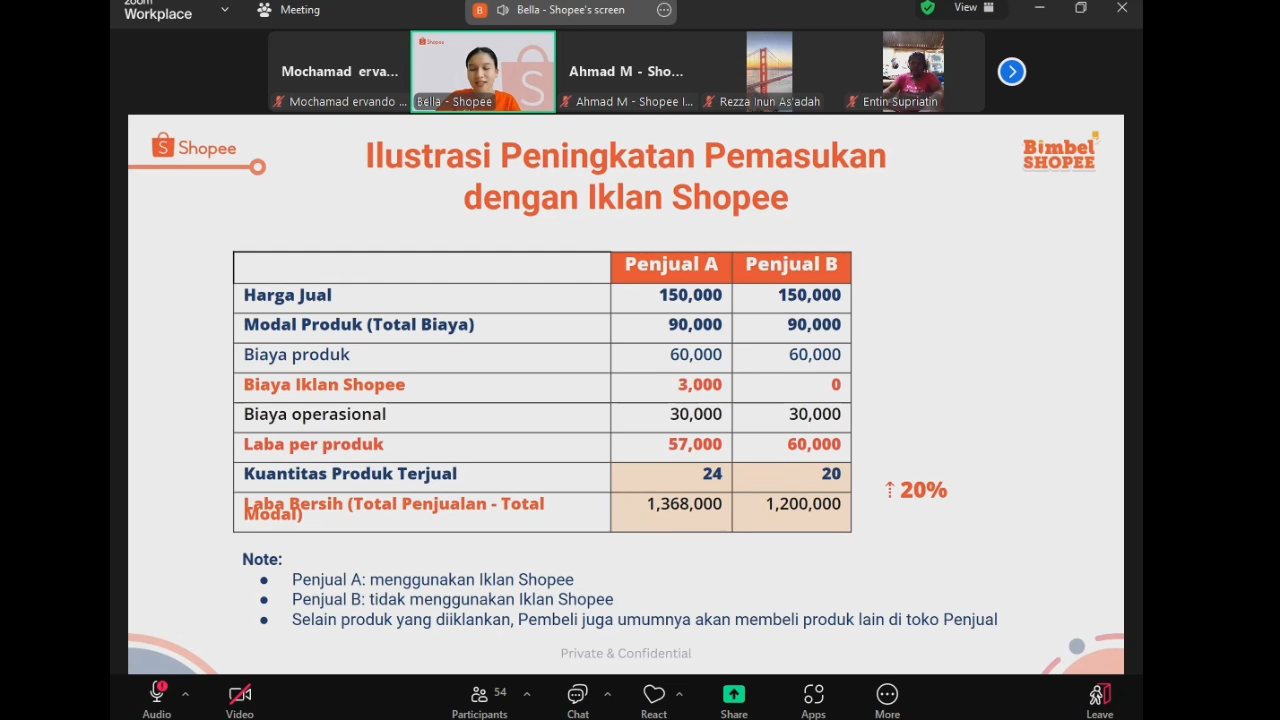 zoom
Workplace
Meeting
B
Bella - Shopee's screen
View
Mochamad erva...
Mochamad ervando ...
Shopee
S
Bella - Shopee
Ahmad M - Sho...
Ahmad M - Shopee I...
Rezza Inun As'adah
Entin Supriatin
Shopee
Ilustrasi Peningkatan Pemasukan
dengan Iklan Shopee
Bimbel
SHOPEE
Penjual A Penjual B
Harga Jual 150,000 150,000
Modal Produk (Total Biaya) 90,000 90,000
Biaya produk 60,000 60,000
Biaya Iklan Shopee 3,000 0
Biaya operasional 30,000 30,000
Laba per produk 57,000 60,000
Kuantitas Produk Terjual 24 20
Laba Bersih (Total Penjualan - Total
Modal) 1,368,000 1,200,000
20%
Note:
● Penjual A: menggunakan Iklan Shopee
● Penjual B: tidak menggunakan Iklan Shopee
● Selain produk yang diiklankan, Pembeli juga umumnya akan membeli produk lain di toko Penjual
Private & Confidential
Audio
Video
54
Participants
Chat
React
Share
Apps
More
Leave